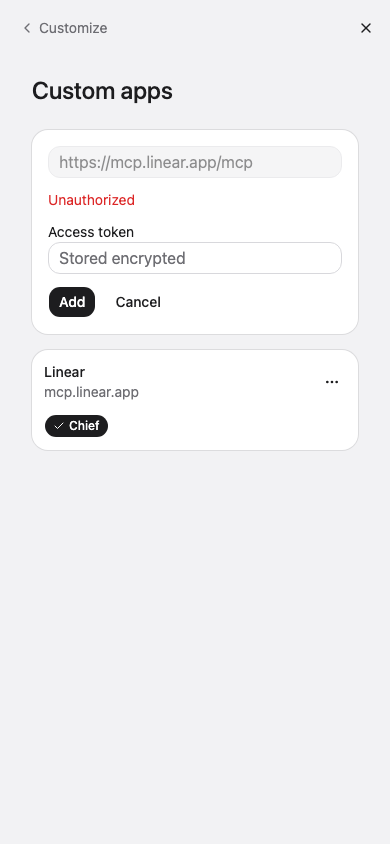 Customize
Custom apps
https://mcp.linear.app/mcp
Unauthorized
Access token
Stored encrypted
Add Cancel
Linear
mcp.linear.app
Chief